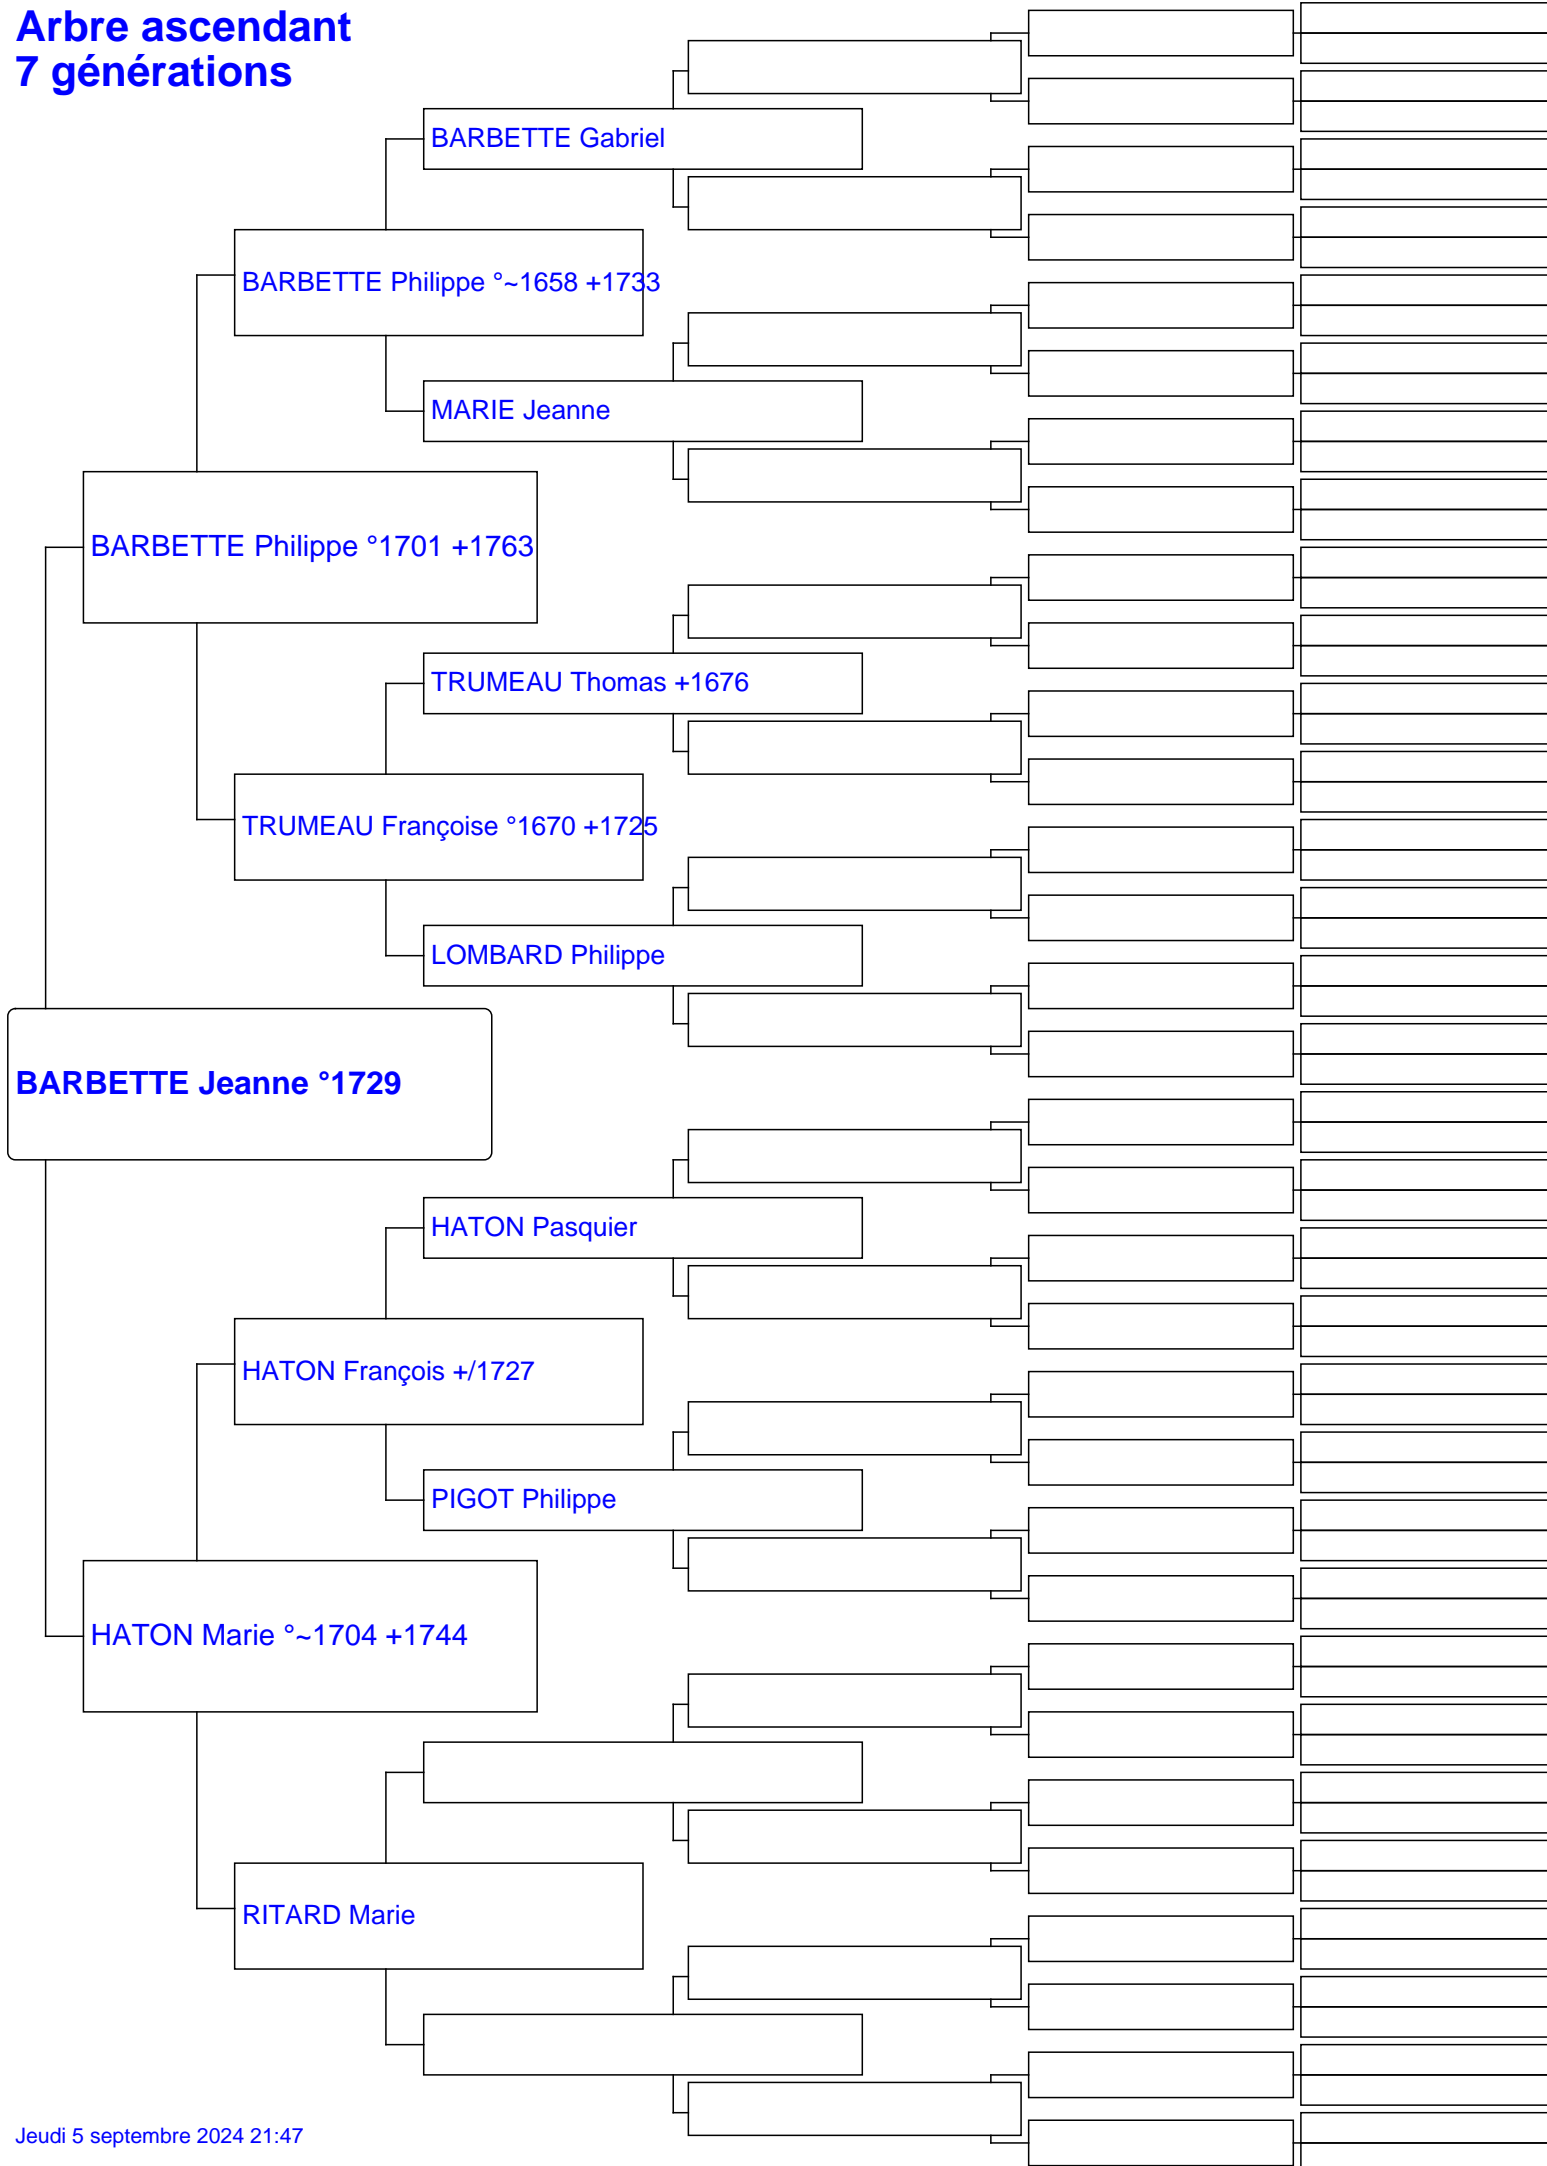 Arbre ascendant
7 générations
BARBETTE Gabriel
BARBETTE Philippe °~1658 +1733
MARIE Jeanne
BARBETTE Philippe °1701 +1763
TRUMEAU Thomas +1676
TRUMEAU Françoise °1670 +1725
LOMBARD Philippe
BARBETTE Jeanne °1729
HATON Pasquier
HATON François +/1727
PIGOT Philippe
HATON Marie °~1704 +1744
RITARD Marie
Jeudi 5 septembre 2024 21:47